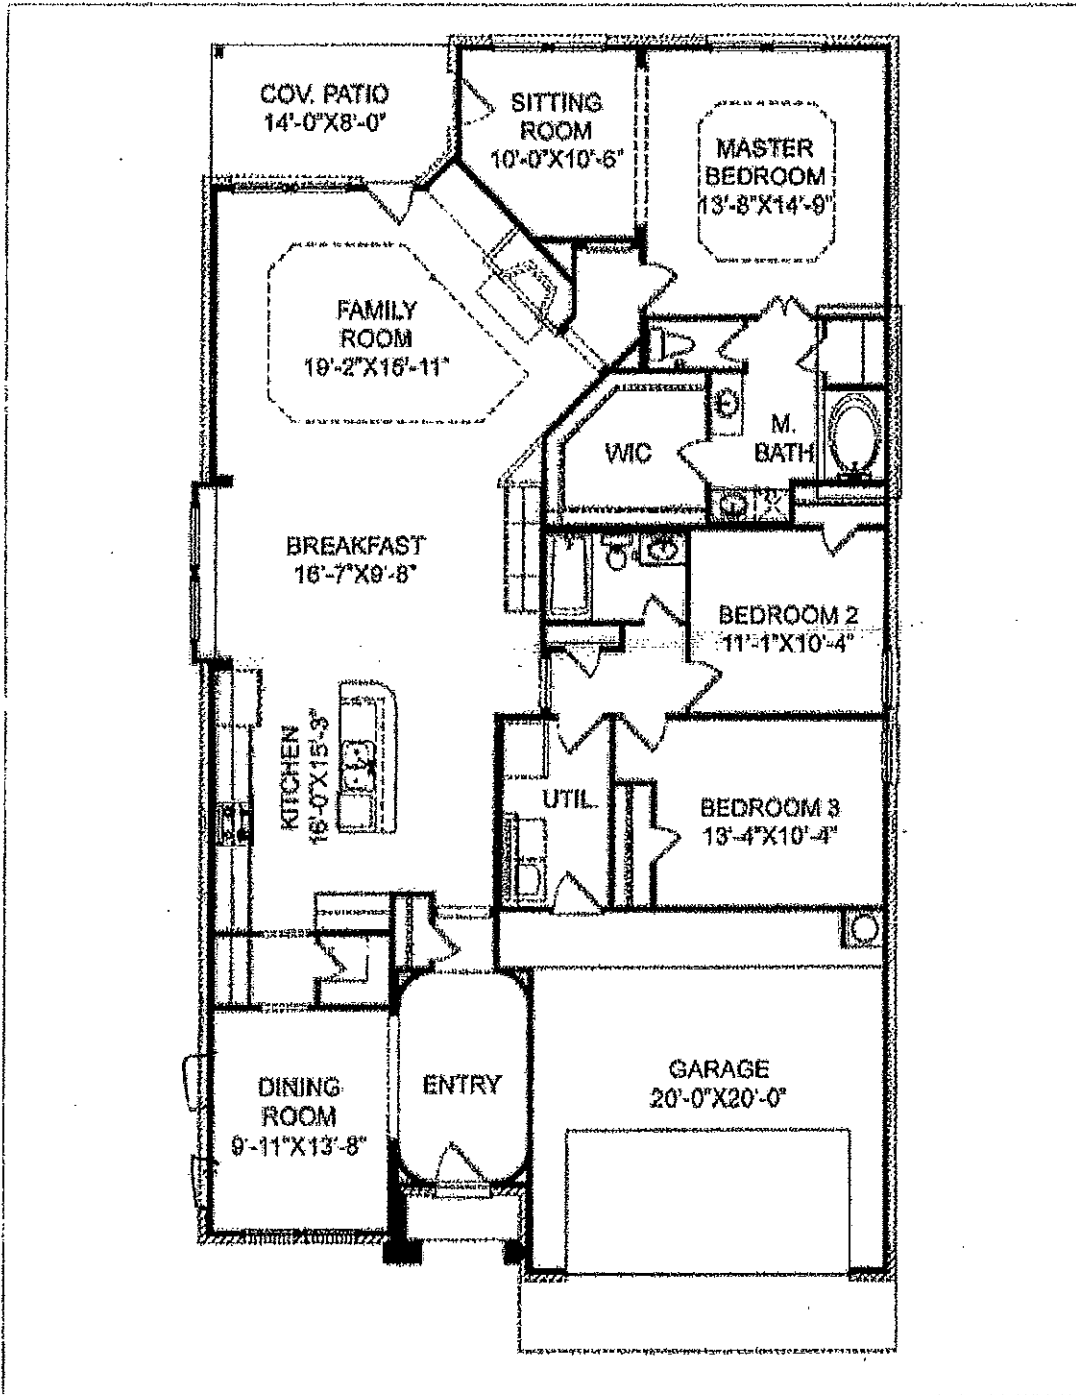 COV. PATIO
14'-0"X8'-0"
SITTING
ROOM
10'-0"X10'-6"
MASTER
BEDROOM
13'-8"X14'-9"
FAMILY
ROOM
19'-2"X16'-11"
WIC
M.
BATH
BREAKFAST
16'-7"X9'-8"
BEDROOM 2
11'-1"X10'-4"
KITCHEN
16'-0"X15'-3"
UTIL.
BEDROOM 3
13'-4"X10'-4"
DINING
ROOM
9'-11"X13'-8"
ENTRY
GARAGE
20'-0"X20'-0"